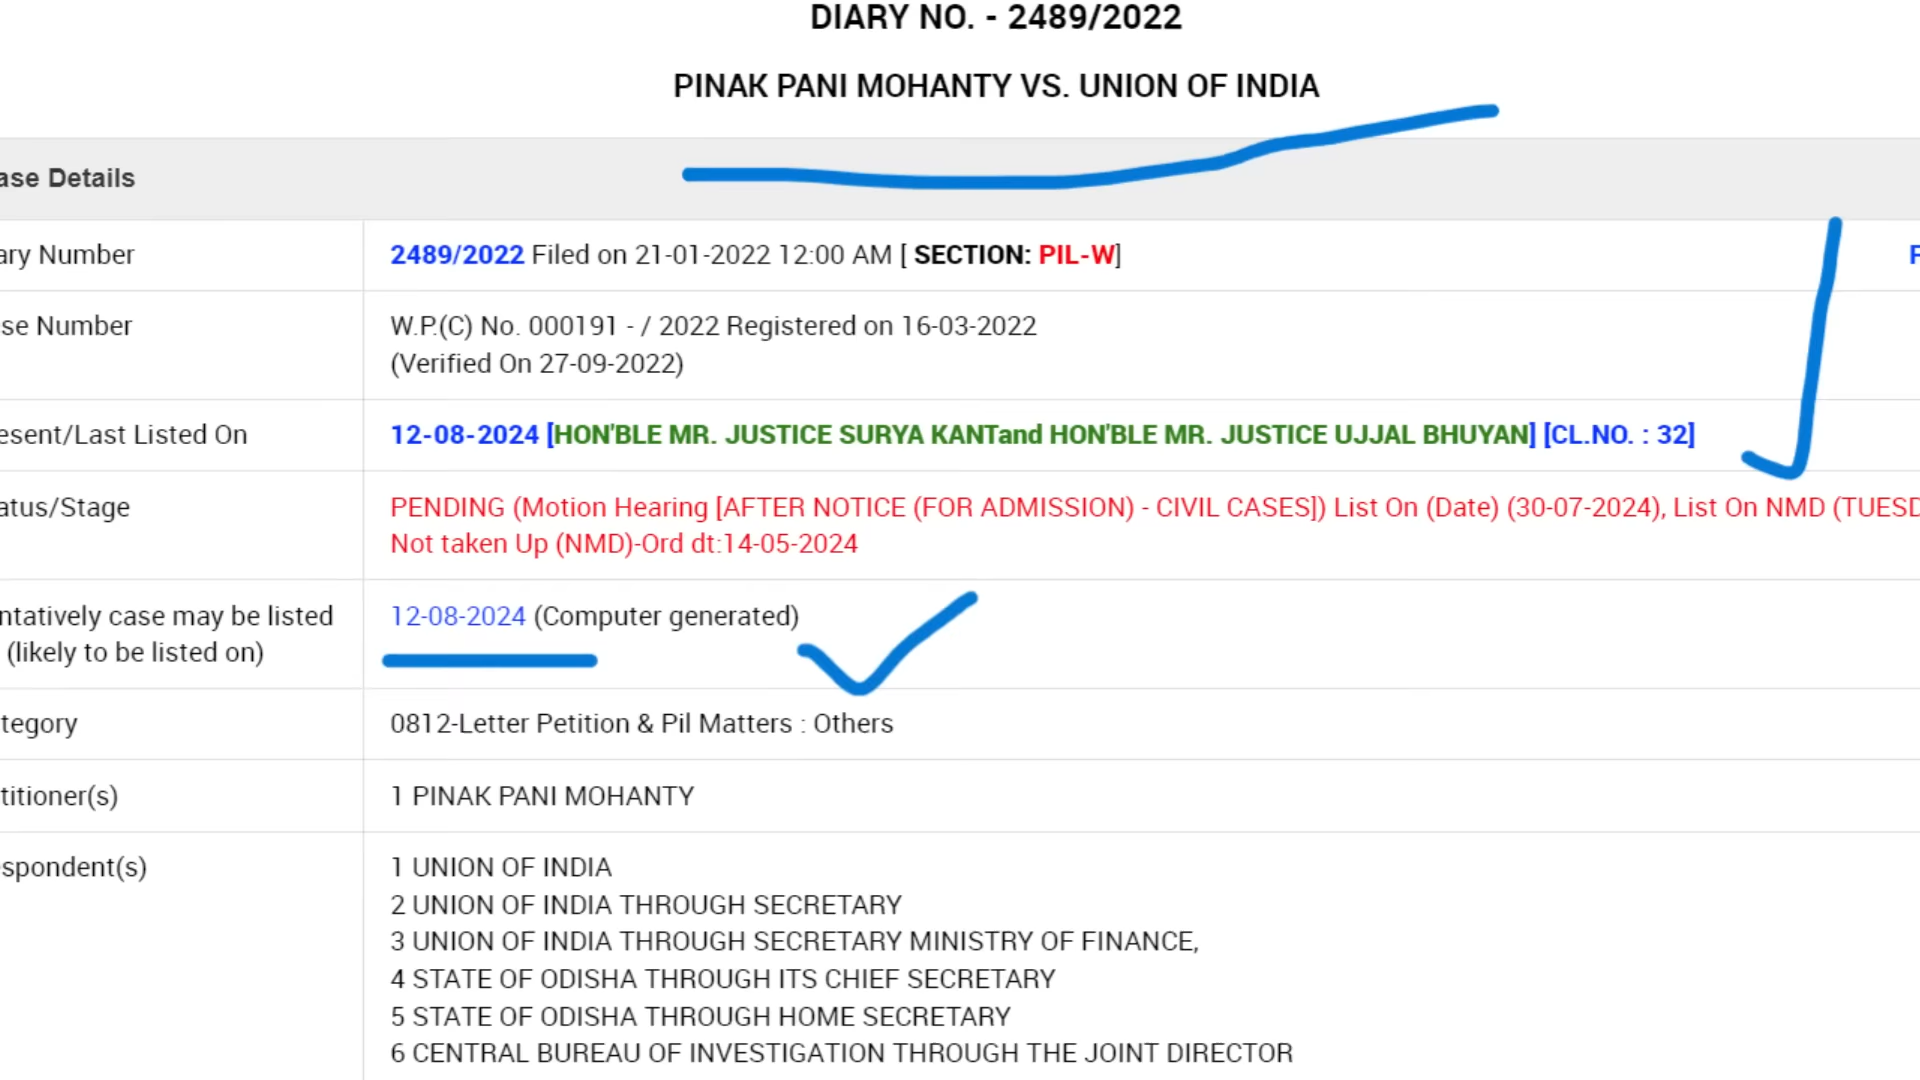 DIARY NO. - 2489/2022
PINAK PANI MOHANTY VS. UNION OF INDIA
ase Details
ary Number
2489/2022 Filed on 21-01-2022 12:00 AM [ SECTION: PIL-W]
se Number
W.P.(C) No. 000191 - / 2022 Registered on 16-03-2022
(Verified On 27-09-2022)
esent/Last Listed On
12-08-2024 [HON'BLE MR. JUSTICE SURYA KANTand HON'BLE MR. JUSTICE UJJAL BHUYAN] [CL.NO. : 32]
atus/Stage
PENDING (Motion Hearing [AFTER NOTICE (FOR ADMISSION) - CIVIL CASES]) List On (Date) (30-07-2024), List On NMD (TUESD
Not taken Up (NMD)-Ord dt:14-05-2024
ntatively case may be listed
(likely to be listed on)
12-08-2024 (Computer generated)
tegory
0812-Letter Petition & Pil Matters : Others
titioner(s)
1 PINAK PANI MOHANTY
spondent(s)
1 UNION OF INDIA
2 UNION OF INDIA THROUGH SECRETARY
3 UNION OF INDIA THROUGH SECRETARY MINISTRY OF FINANCE,
4 STATE OF ODISHA THROUGH ITS CHIEF SECRETARY
5 STATE OF ODISHA THROUGH HOME SECRETARY
6 CENTRAL BUREAU OF INVESTIGATION THROUGH THE JOINT DIRECTOR